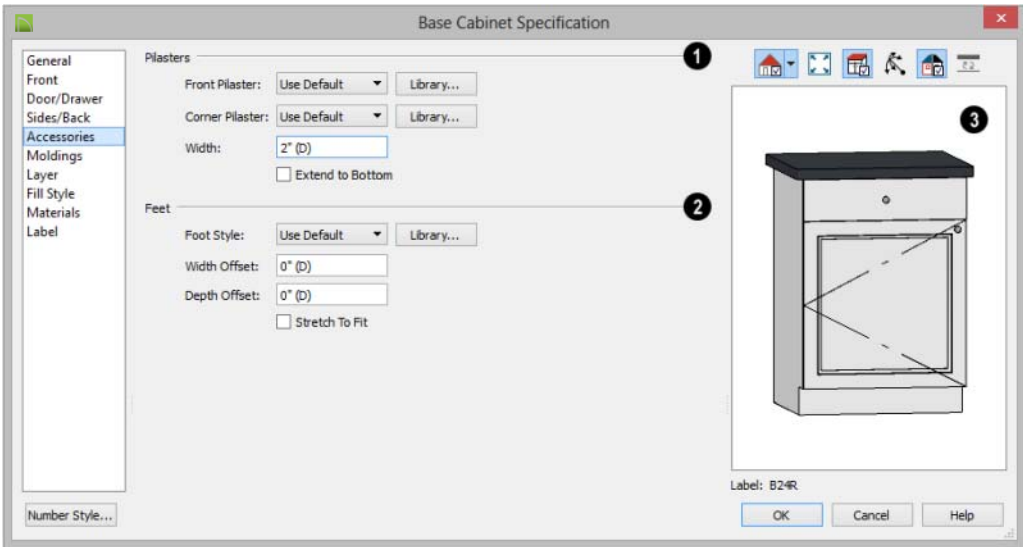 Base Cabinet Specification
General
Front
Door/Drawer
Sides/Back
Accessories
Moldings
Layer
Fill Style
Materials
Label
Number Style...
Pilasters
1
Front Pilaster: Use Default Library...
Corner Pilaster: Use Default Library...
Width: 2" (D)
Extend to Bottom
Feet
2
Foot Style: Use Default Library...
Width Offset: 0" (D)
Depth Offset: 0" (D)
Stretch To Fit
3
Label: B24R
OK Cancel Help